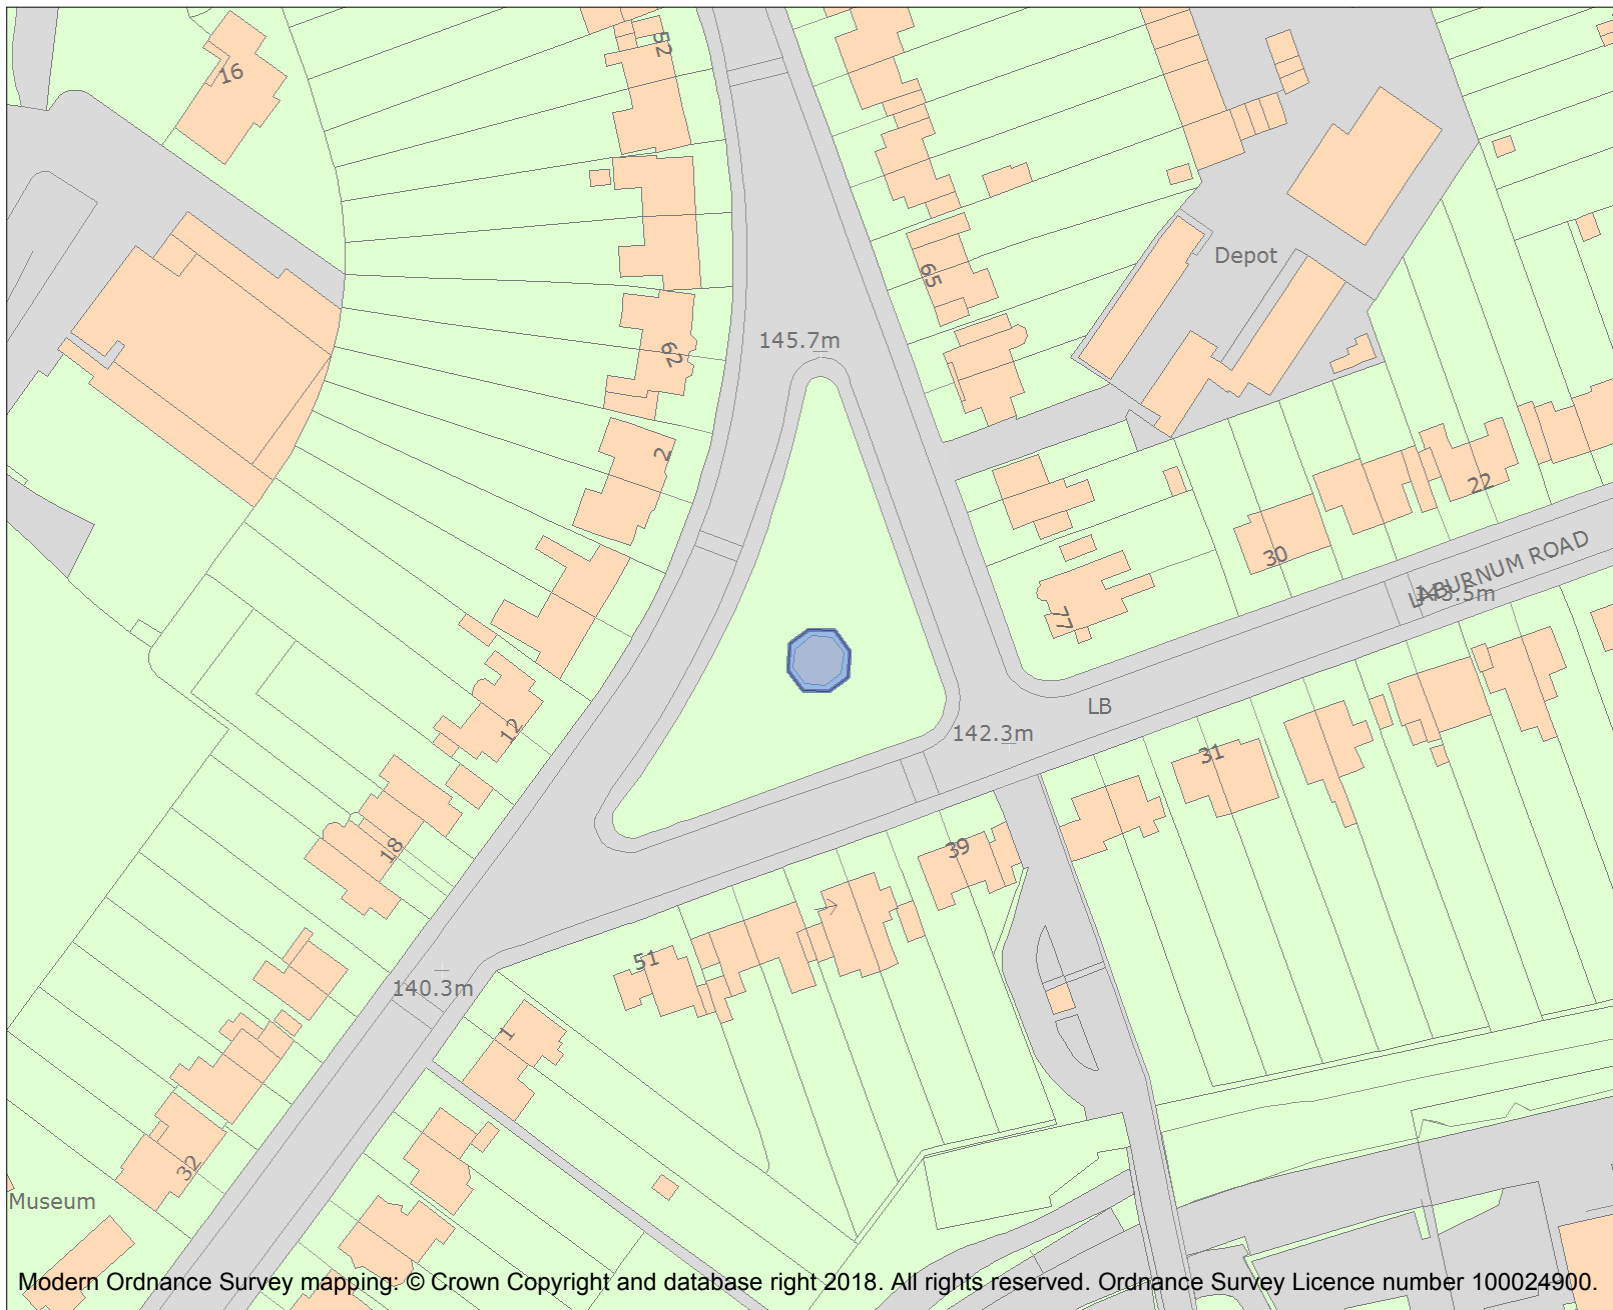 52
16
65
Depot
145.7m
62
2
22
30
LABURNUM ROAD
77
LB
12
142.3m
31
18
39
51
140.3m
1
32
Museum
Modern Ordnance Survey mapping: © Crown Copyright and database right 2018. All rights reserved. Ordnance Survey Licence number 100024900.